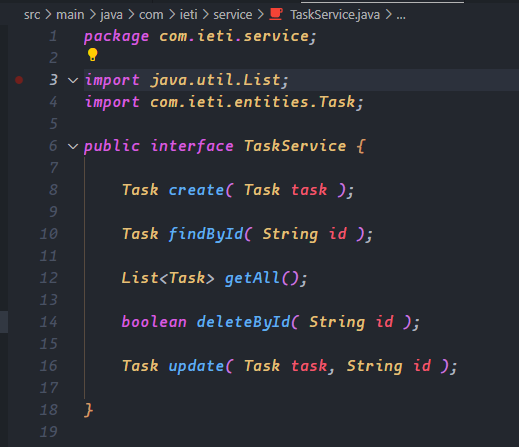 src > main > java > com > ieti > service > TaskService.java > ...
1 package com.ieti.service;
2
3 import java.util.List;
4 import com.ieti.entities.Task;
5
6 public interface TaskService {
7
8 Task create( Task task );
9
10 Task findById( String id );
11
12 List<Task> getAll();
13
14 boolean deleteById( String id );
15
16 Task update( Task task, String id );
17
18 }
19